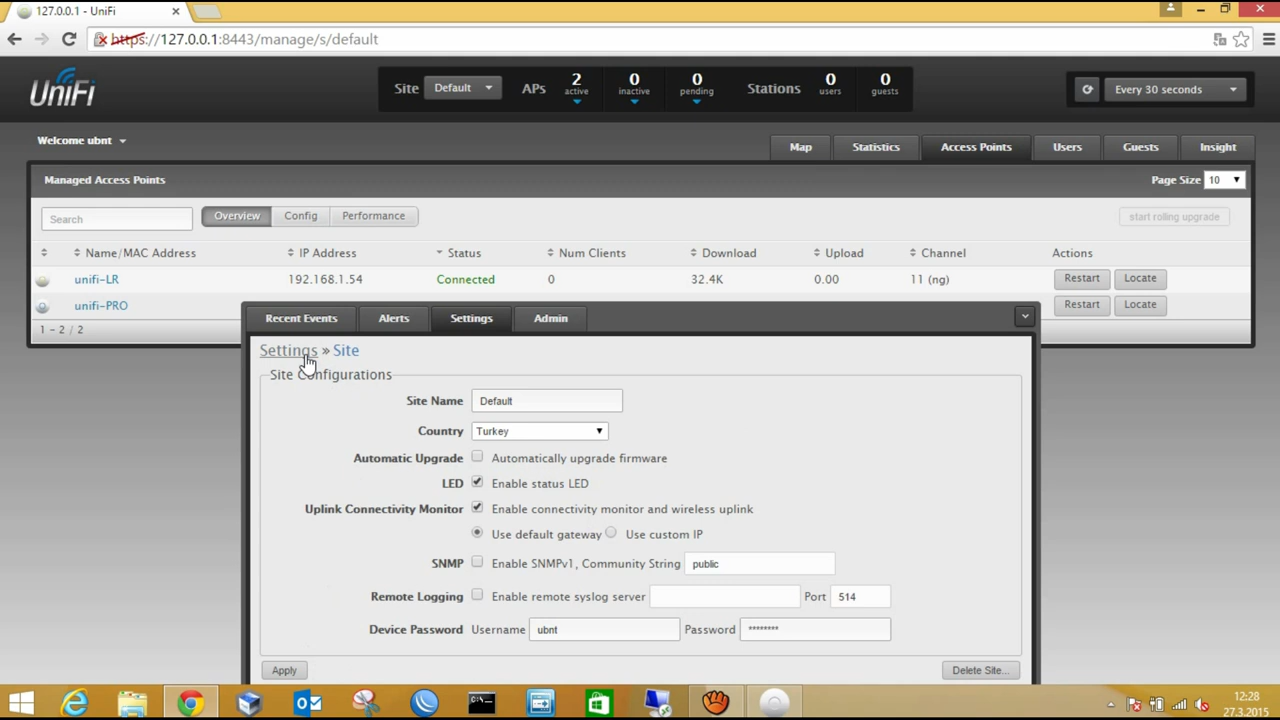 127.0.0.1 - UniFi
https://127.0.0.1:8443/manage/s/default
UniFi
Site Default APs 2 active 0 inactive 0 pending Stations 0 users 0 guests
Every 30 seconds
Welcome ubnt
Map Statistics Access Points Users Guests Insight
Managed Access Points
Page Size 10
Search Overview Config Performance start rolling upgrade
Name/MAC Address IP Address Status Num Clients Download Upload Channel Actions
unifi-LR 192.168.1.54 Connected 0 32.4K 0.00 11 (ng) Restart Locate
unifi-PRO Restart Locate
1 - 2 / 2
Recent Events Alerts Settings Admin
Settings » Site
Site Configurations
Site Name Default
Country Turkey
Automatic Upgrade Automatically upgrade firmware
LED Enable status LED
Uplink Connectivity Monitor Enable connectivity monitor and wireless uplink
Use default gateway Use custom IP
SNMP Enable SNMPv1, Community String public
Remote Logging Enable remote syslog server Port 514
Device Password Username ubnt Password ********
Apply Delete Site...
12:28
27.3.2015